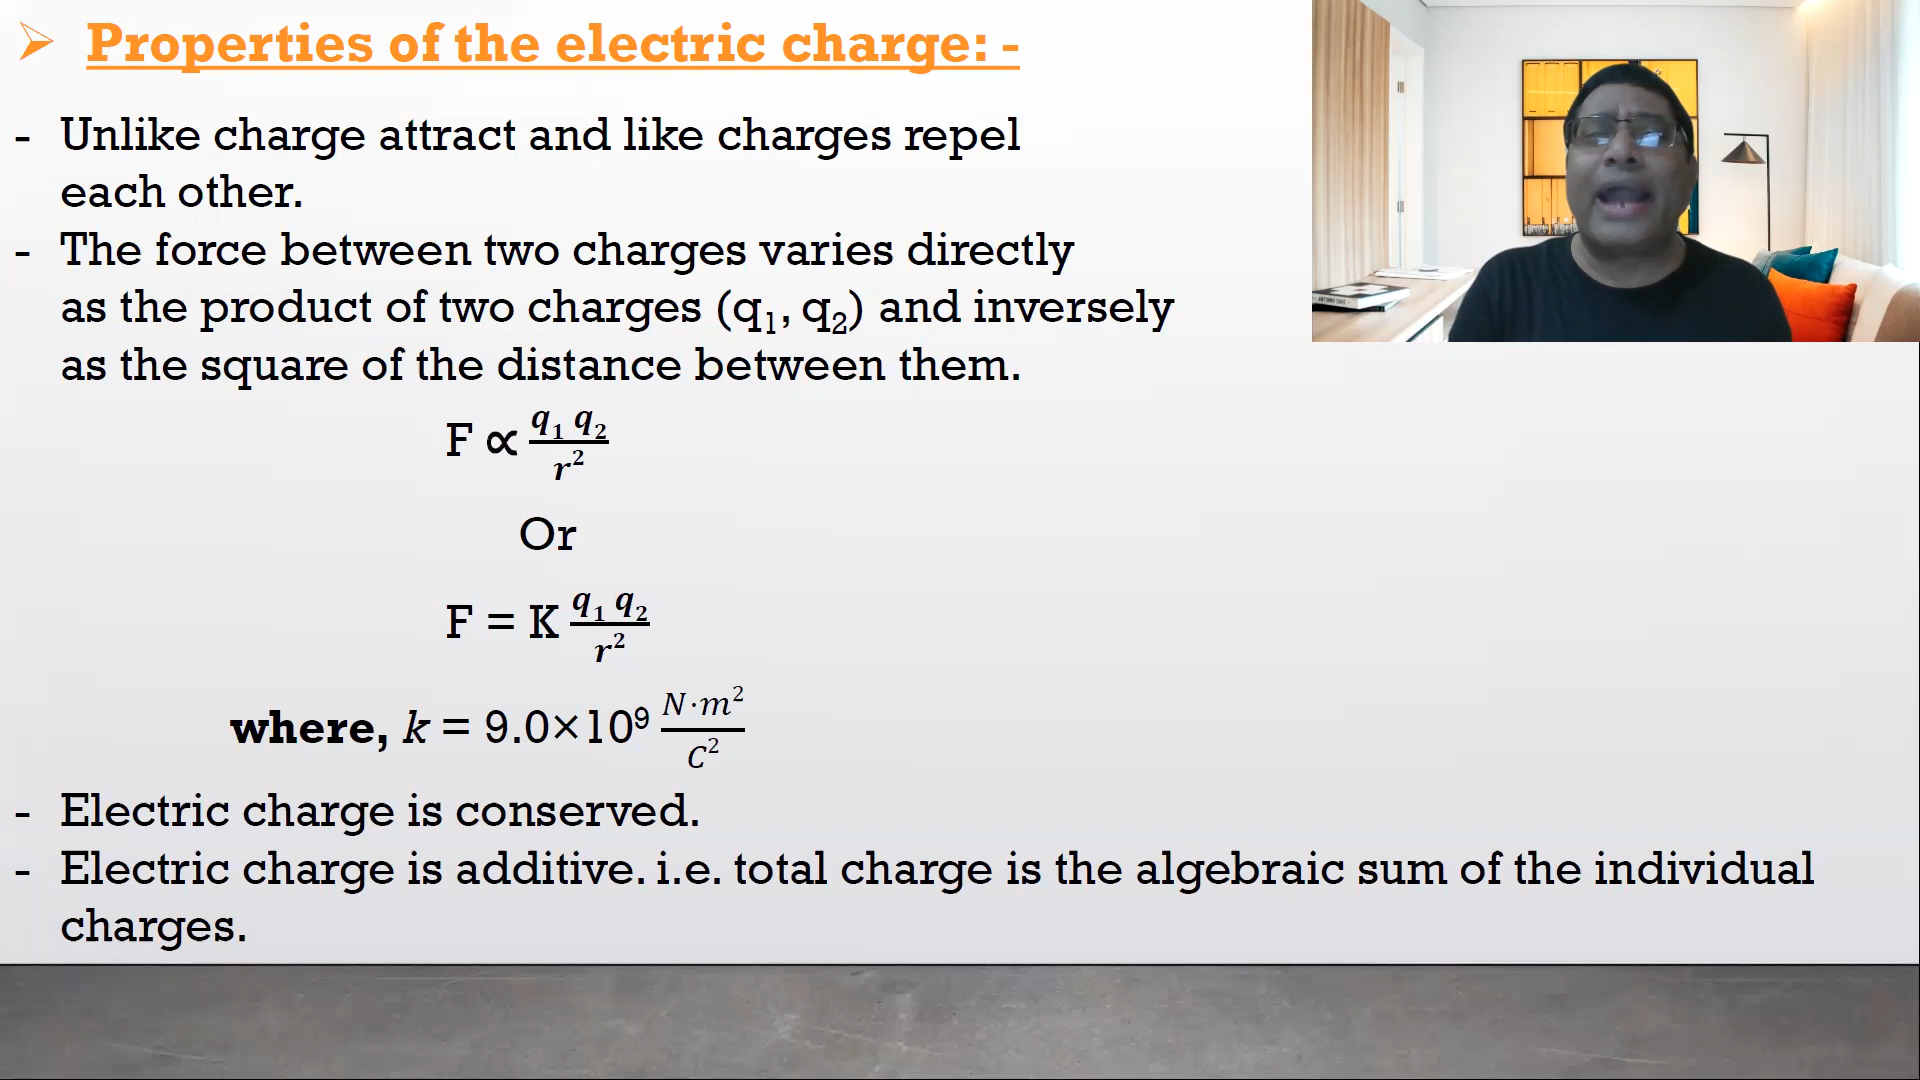 Properties of the electric charge: -
- Unlike charge attract and like charges repel
each other.
- The force between two charges varies directly
as the product of two charges (q₁, q₂) and inversely
as the square of the distance between them.
F ∝ q₁ q₂ / r²
Or
F = K q₁ q₂ / r²
where, k = 9.0×10⁹ N·m² / C²
- Electric charge is conserved.
- Electric charge is additive. i.e. total charge is the algebraic sum of the individual
charges.